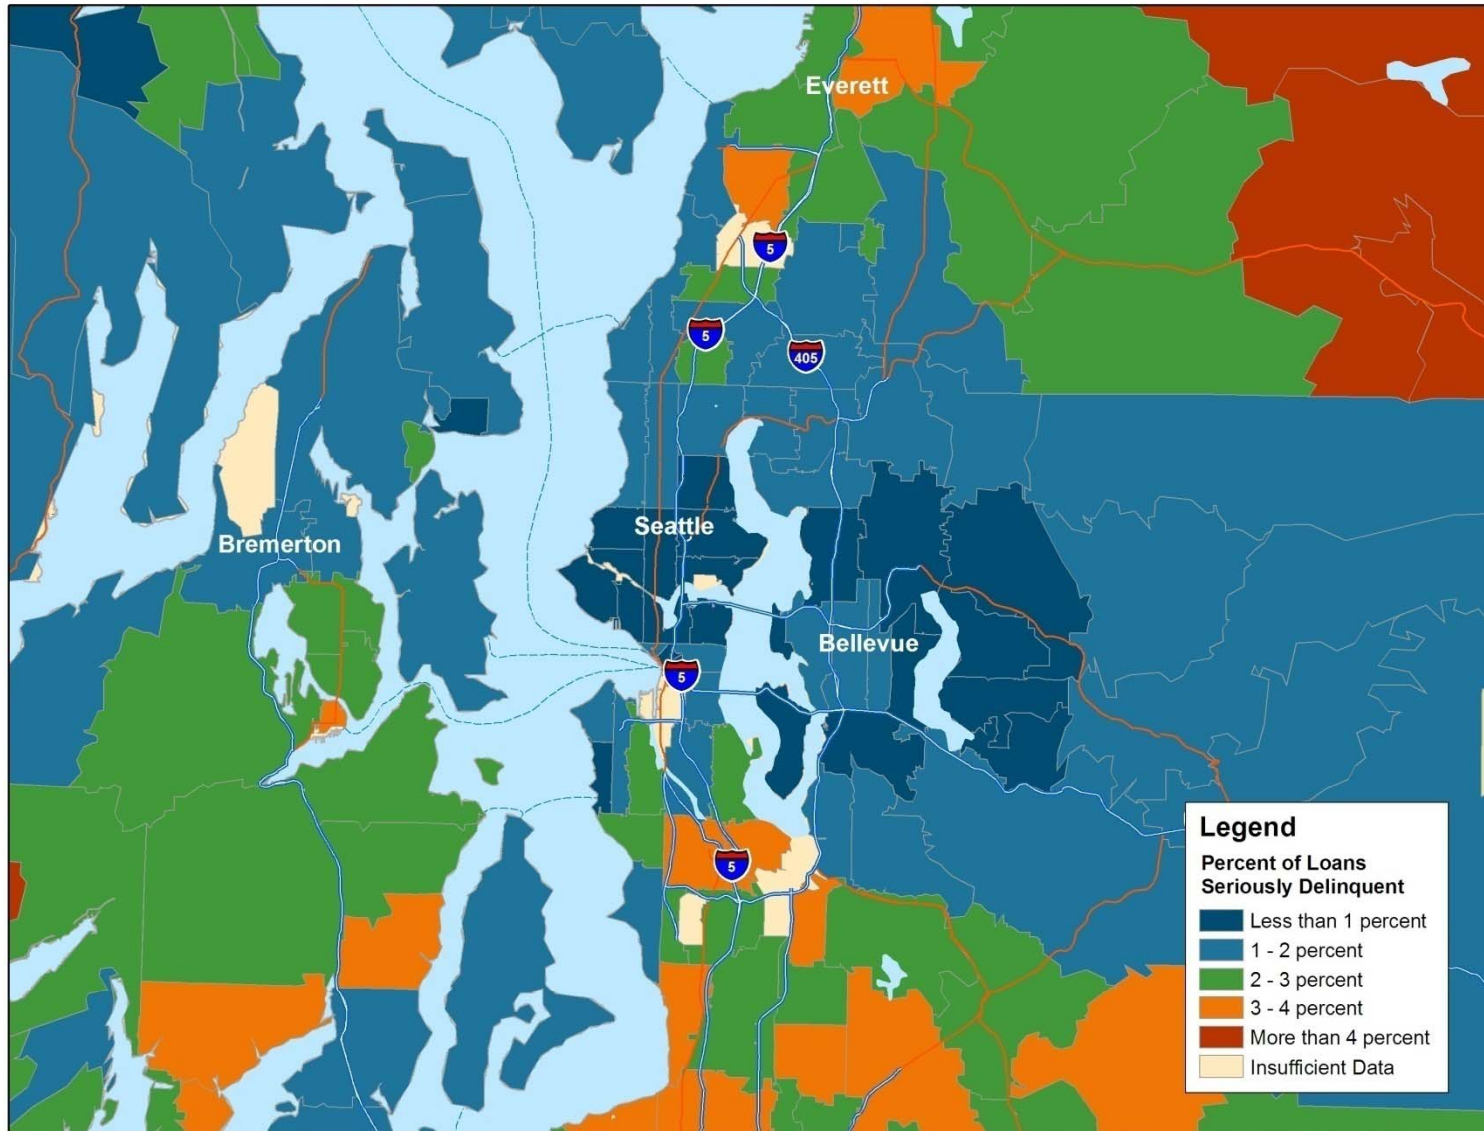 Everett
5
5
405
Seattle
Bremerton
Bellevue
5
5
Legend
Percent of Loans
Seriously Delinquent
Less than 1 percent
1 - 2 percent
2 - 3 percent
3 - 4 percent
More than 4 percent
Insufficient Data